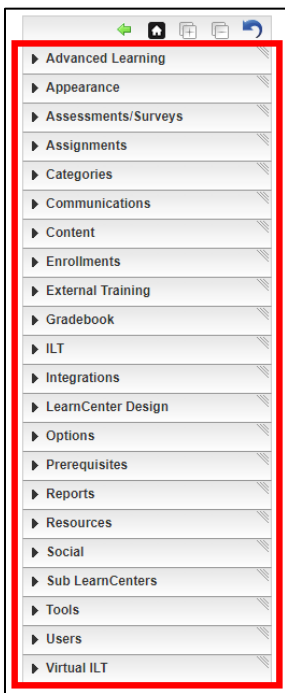 Advanced Learning
Appearance
Assessments/Surveys
Assignments
Categories
Communications
Content
Enrollments
External Training
Gradebook
ILT
Integrations
LearnCenter Design
Options
Prerequisites
Reports
Resources
Social
Sub LearnCenters
Tools
Users
Virtual ILT